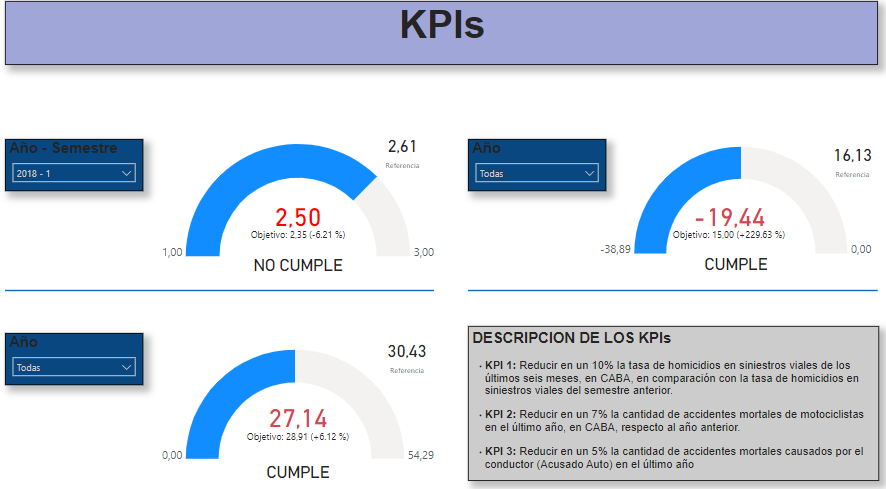 KPIs
Año - Semestre
2018 - 1
2,61
Referencia
2,50
Objetivo: 2,35 (-6.21 %)
1,00
3,00
NO CUMPLE
Año
Todas
16,13
Referencia
-19,44
Objetivo: 15,00 (+229.63 %)
-38,89
0,00
CUMPLE
Año
Todas
30,43
Referencia
27,14
Objetivo: 28,91 (+6.12 %)
0,00
54,29
CUMPLE
DESCRIPCION DE LOS KPIs
· KPI 1: Reducir en un 10% la tasa de homicidios en siniestros viales de los
últimos seis meses, en CABA, en comparación con la tasa de homicidios en
siniestros viales del semestre anterior.
· KPI 2: Reducir en un 7% la cantidad de accidentes mortales de motociclistas
en el último año, en CABA, respecto al año anterior.
· KPI 3: Reducir en un 5% la cantidad de accidentes mortales causados por el
conductor (Acusado Auto) en el último año